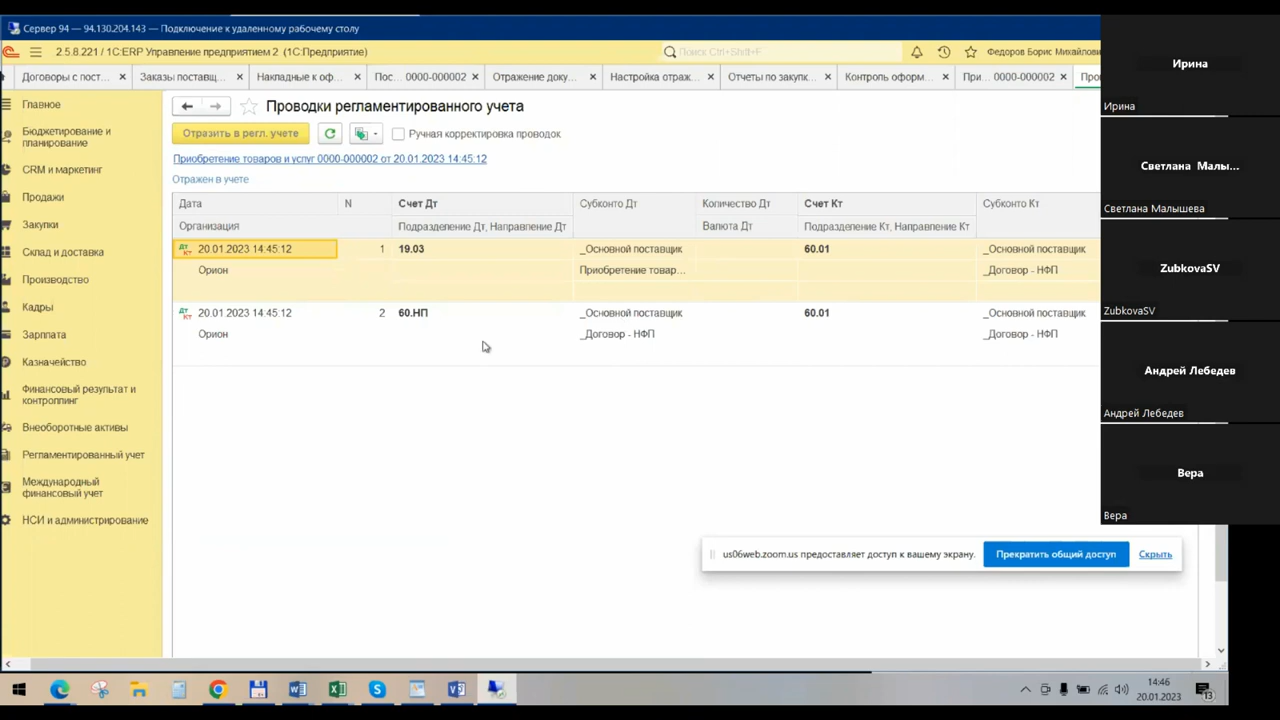 Сервер 94 — 94.130.204.143 — Подключение к удаленному рабочему столу
2.5.8.221 / 1С:ERP Управление предприятием 2 (1С:Предприятие)
Поиск Ctrl+Shift+F
Федоров Борис Михайлович
Договоры с пост...
Заказы поставщ...
Накладные к оф...
Пос... 0000-000002
Отражение доку...
Настройка отраж...
Отчеты по закупк...
Контроль оформ...
При... 0000-000002
Главное
Бюджетирование и
планирование
CRM и маркетинг
Продажи
Закупки
Склад и доставка
Производство
Кадры
Зарплата
Казначейство
Финансовый результат и
контроллинг
Внеоборотные активы
Регламентированный учет
Международный
финансовый учет
НСИ и администрирование
Проводки регламентированного учета
Отразить в регл. учете
Ручная корректировка проводок
Приобретение товаров и услуг 0000-000002 от 20.01.2023 14:45:12
Отражен в учете
Дата N Счет Дт Субконто Дт Количество Дт Счет Кт Субконто Кт
Организация Подразделение Дт, Направление Дт Валюта Дт Подразделение Кт, Направление Кт
20.01.2023 14:45:12 1 19.03 _Основной поставщик 60.01 _Основной поставщик
Орион Приобретение товар... _Договор - НФП
20.01.2023 14:45:12 2 60.НП _Основной поставщик 60.01 _Основной поставщик
Орион _Договор - НФП _Договор - НФП
us06web.zoom.us предоставляет доступ к вашему экрану.
Прекратить общий доступ
Скрыть
Ирина
Ирина
Светлана Малы...
Светлана Малышева
ZubkovaSV
ZubkovaSV
Андрей Лебедев
Андрей Лебедев
Вера
Вера
14:46
20.01.2023
13